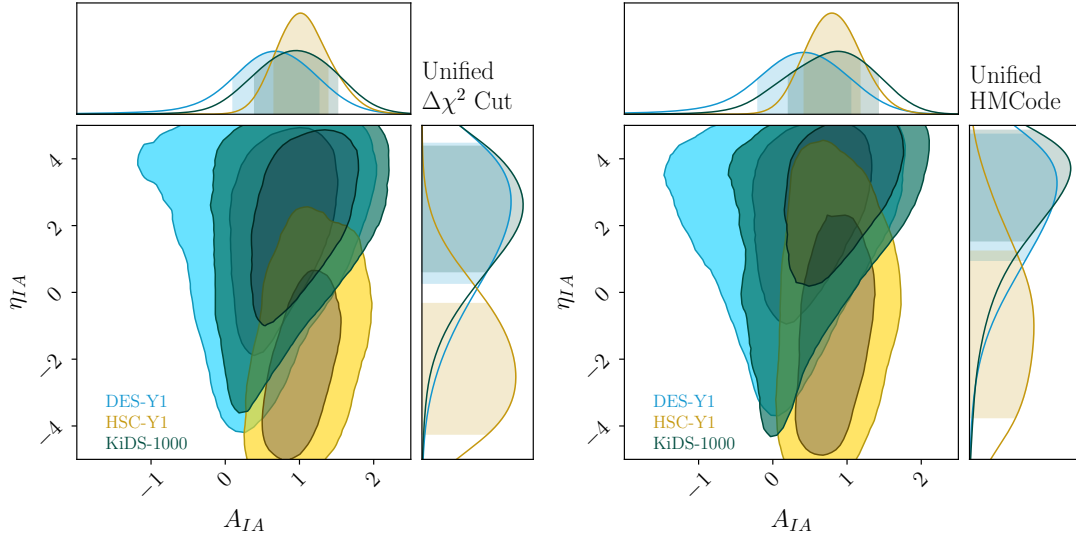 Unified
Δχ² Cut
η_IA
4
2
0
−2
−4
DES-Y1
HSC-Y1
KiDS-1000
−1
0
1
2
A_IA
Unified
HMCode
η_IA
4
2
0
−2
−4
DES-Y1
HSC-Y1
KiDS-1000
−1
0
1
2
A_IA